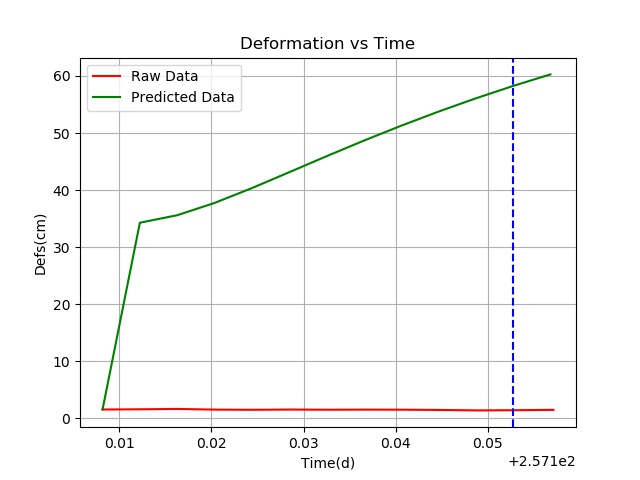 Deformation vs Time
Raw Data
Predicted Data
60
50
40
30
20
10
0
Defs(cm)
0.01 0.02 0.03 0.04 0.05
Time(d)
+2.571e2